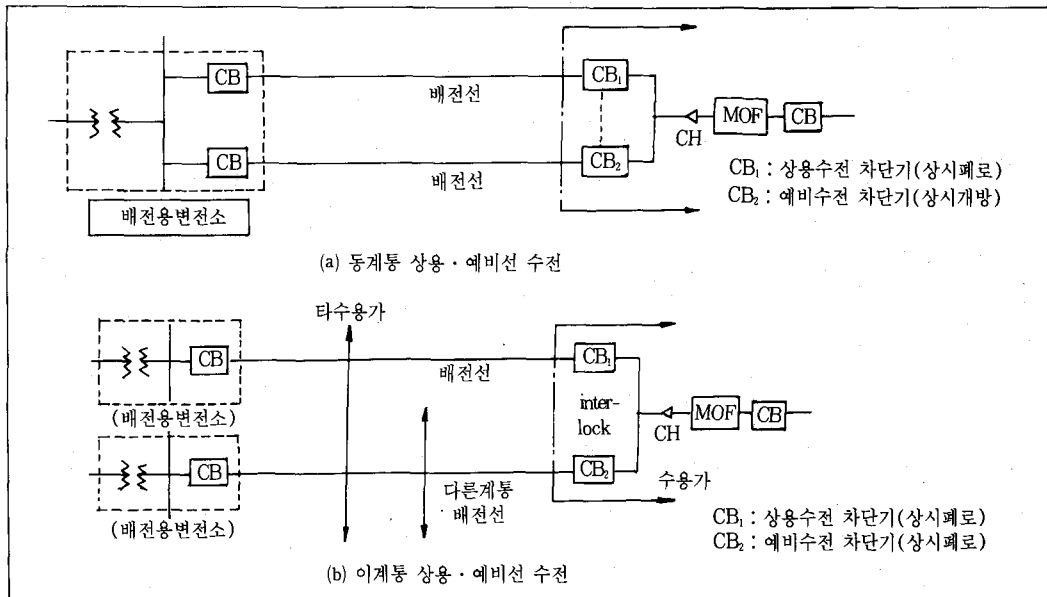 CB
CB₁
배전선
MOF
CB
CH
CB
CB₂
배전선
CB₁ : 상용수전 차단기(상시폐로)
CB₂ : 예비수전 차단기(상시개방)
배전용변전소
(a) 동계통 상용·예비선 수전
타수용가
CB
CB₁
배전선
(배전용변전소)
inter-
lock
MOF
CB
CH
CB
CB₂
다른계통
배전선
수용가
(배전용변전소)
CB₁ : 상용수전 차단기(상시폐로)
CB₂ : 예비수전 차단기(상시폐로)
(b) 이계통 상용·예비선 수전